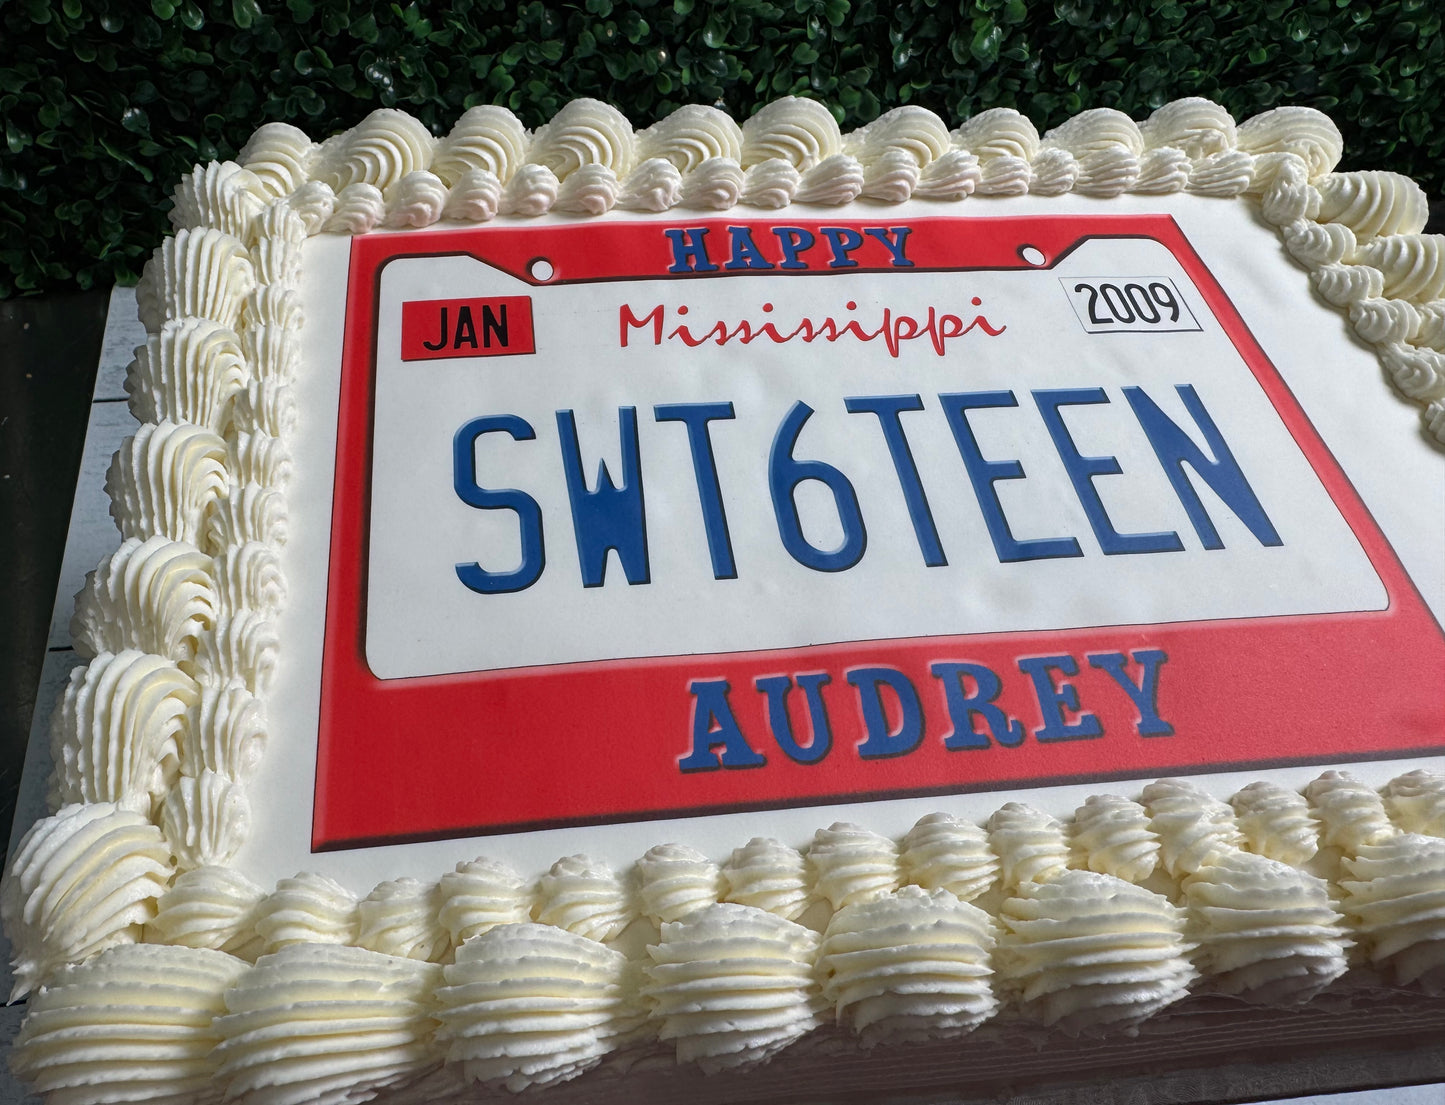 HAPPY
JAN
Mississippi
2009
SWT6TEEN
AUDREY